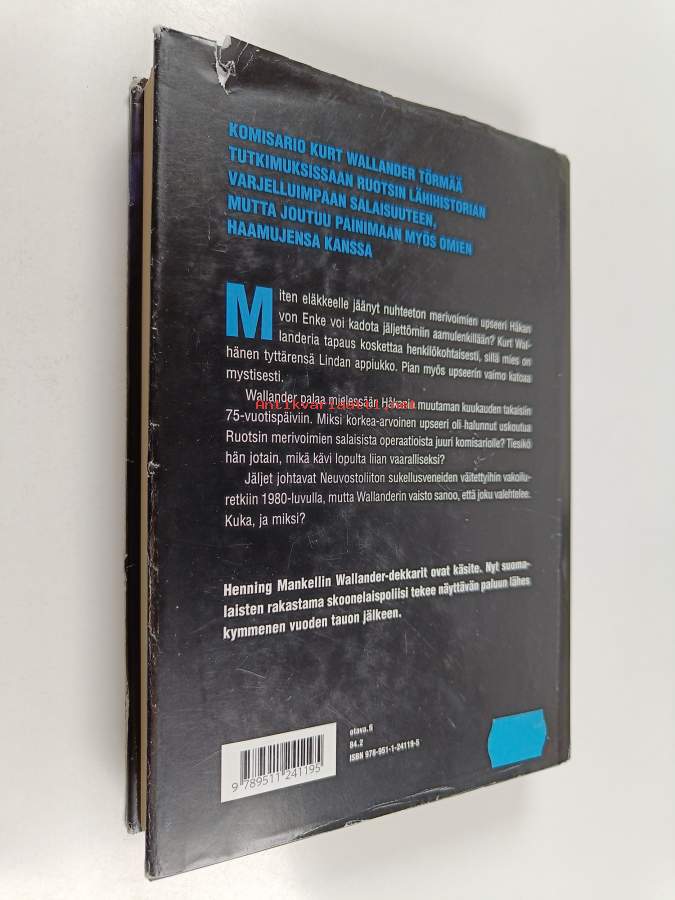 KOMISARIO KURT WALLANDER TÖRMÄÄ
TUTKIMUKSISSAAN RUOTSIN LÄHIHISTORIAN
VARJELLUIMPAAN SALAISUUTEEN,
MUTTA JOUTUU PAINIMAAN MYÖS OMIEN
HAAMUJENSA KANSSA
Miten eläkkeelle jäänyt nuhteeton merivoimien upseeri Håkan
von Enke voi kadota jäljettömiin aamulenkillään? Kurt Wal-
landeria tapaus koskettaa henkilökohtaisesti, sillä mies on
hänen tyttärensä Lindan appiukko. Pian myös upseerin vaimo katoaa
mystisesti.
Wallander palaa mielessään Håkanin muutaman kuukauden takaisiin
Antikvariaatti.net
75-vuotispäiviin. Miksi korkea-arvoinen upseeri oli halunnut uskoutua
Ruotsin merivoimien salaisista operaatioista juuri komisariolle? Tiesikö
hän jotain, mikä kävi lopulta liian vaaralliseksi?
Jäljet johtavat Neuvostoliiton sukellusveneiden väitettyihin vakoilu-
retkiin 1980-luvulla, mutta Wallanderin vaisto sanoo, että joku valehtelee.
Kuka, ja miksi?
Henning Mankellin Wallander-dekkarit ovat käsite. Nyt suoma-
laisten rakastama skoonelaispoliisi tekee näyttävän paluun lähes
kymmenen vuoden tauon jälkeen.
otava.fi
84.2
ISBN 978-951-1-24119-5
9 789511 241195